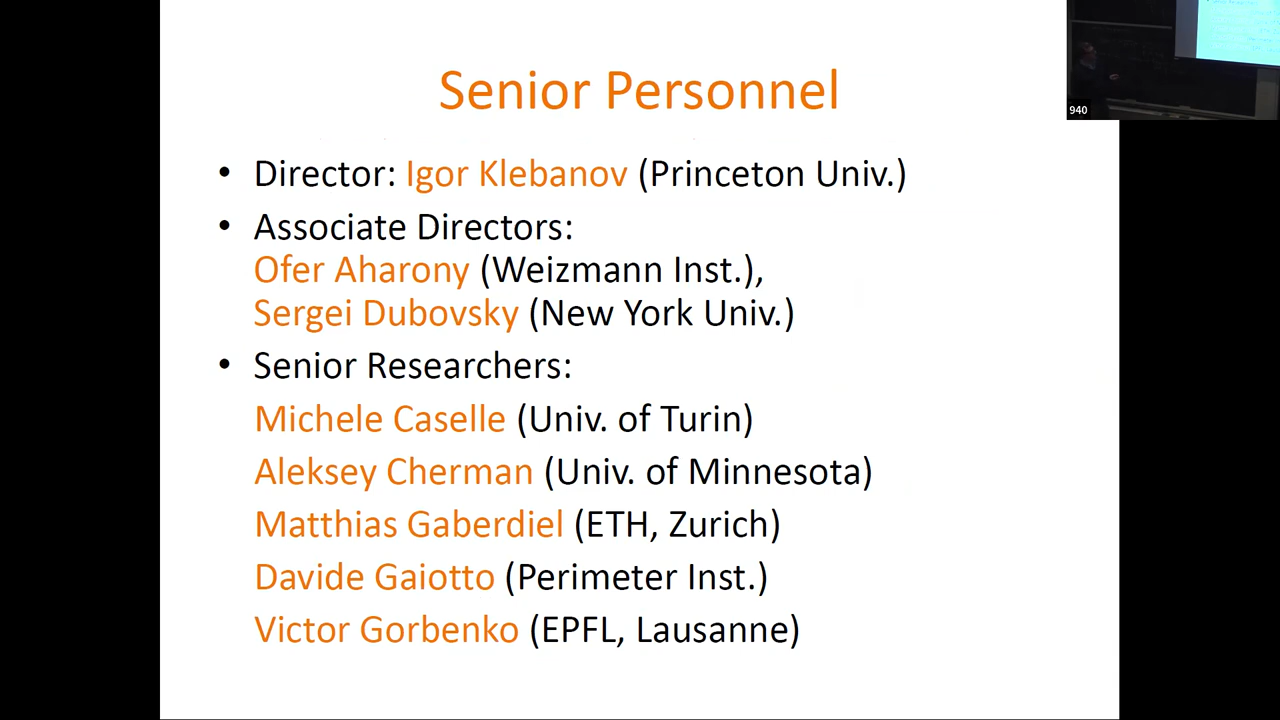 Senior Personnel
• Director: Igor Klebanov (Princeton Univ.)
• Associate Directors:
Ofer Aharony (Weizmann Inst.),
Sergei Dubovsky (New York Univ.)
• Senior Researchers:
Michele Caselle (Univ. of Turin)
Aleksey Cherman (Univ. of Minnesota)
Matthias Gaberdiel (ETH, Zurich)
Davide Gaiotto (Perimeter Inst.)
Victor Gorbenko (EPFL, Lausanne)
940